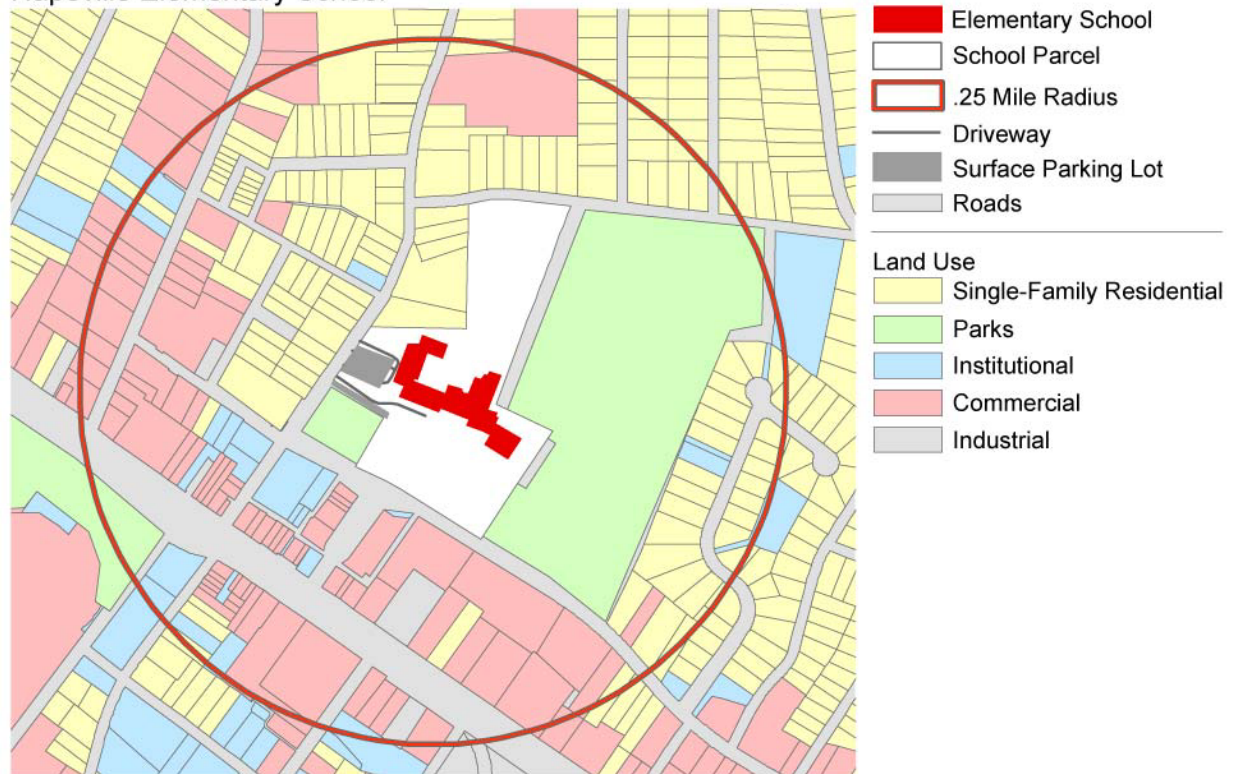 Elementary School
School Parcel
.25 Mile Radius
Driveway
Surface Parking Lot
Roads
Land Use
Single-Family Residential
Parks
Institutional
Commercial
Industrial